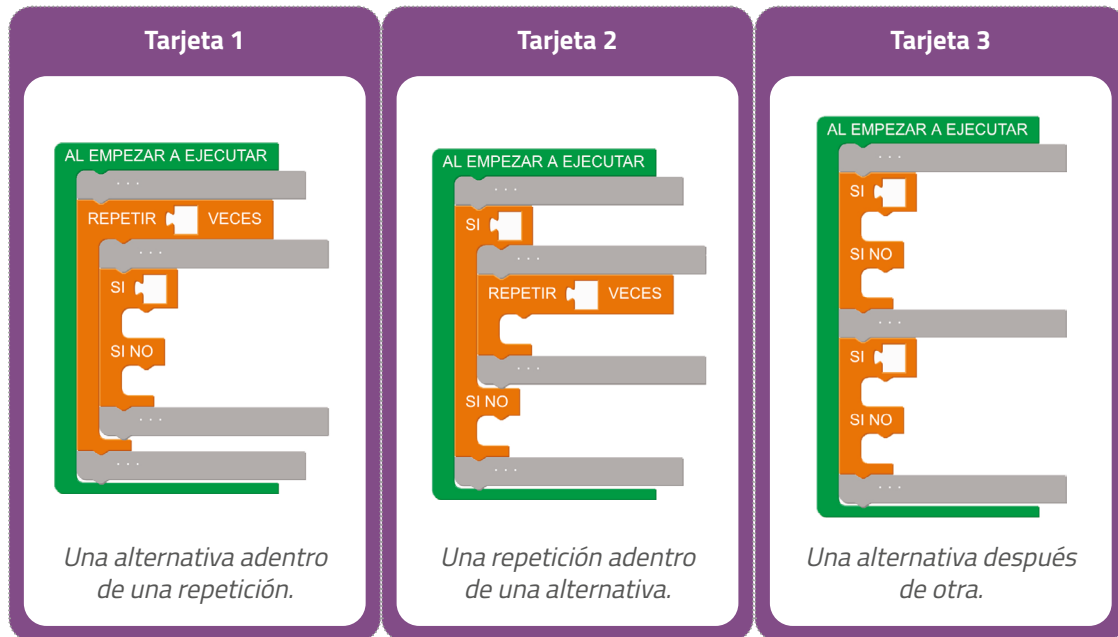 Tarjeta 1
AL EMPEZAR A EJECUTAR
...
REPETIR VECES
...
SI
SI NO
...
...
Una alternativa adentro
de una repetición.
Tarjeta 2
AL EMPEZAR A EJECUTAR
...
SI
...
REPETIR VECES
...
SI NO
...
Una repetición adentro
de una alternativa.
Tarjeta 3
AL EMPEZAR A EJECUTAR
...
SI
SI NO
...
SI
SI NO
...
Una alternativa después
de otra.